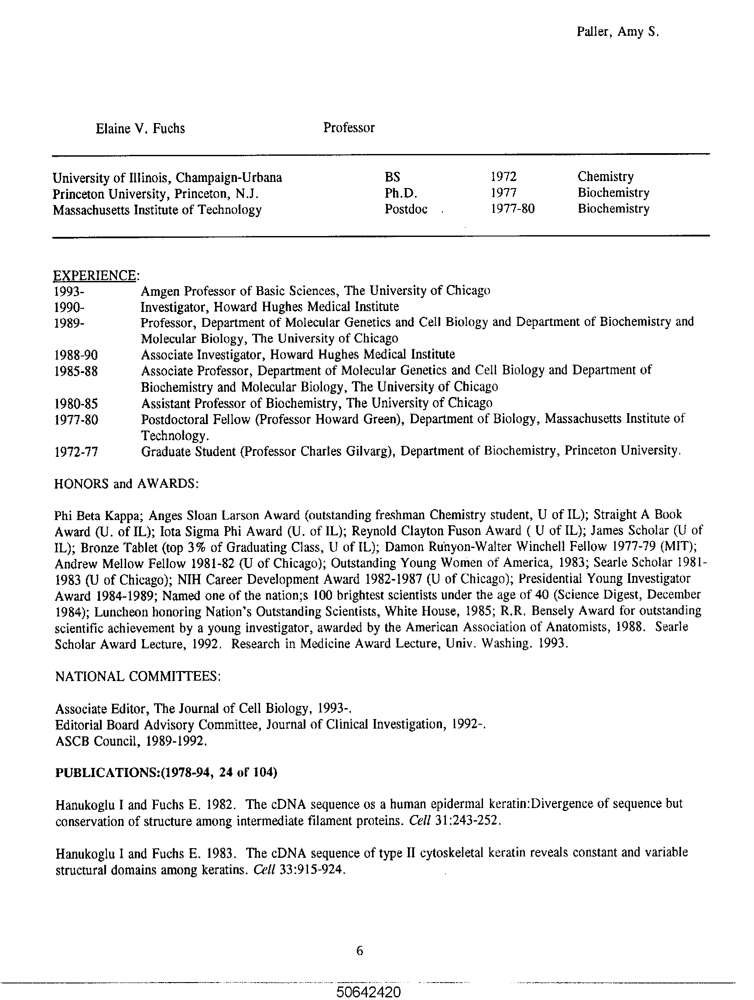 Paller, Amy S.
Elaine V. Fuchs Professor
University of Illinois, Champaign-Urbana BS 1972 Chemistry
Princeton University, Princeton, N.J. Ph.D. 1977 Biochemistry
Massachusetts Institute of Technology Postdoc 1977-80 Biochemistry
EXPERIENCE:
1993- Amgen Professor of Basic Sciences, The University of Chicago
1990- Investigator, Howard Hughes Medical Institute
1989- Professor, Department of Molecular Genetics and Cell Biology and Department of Biochemistry and
Molecular Biology, The University of Chicago
1988-90 Associate Investigator, Howard Hughes Medical Institute
1985-88 Associate Professor, Department of Molecular Genetics and Cell Biology and Department of
Biochemistry and Molecular Biology, The University of Chicago
1980-85 Assistant Professor of Biochemistry, The University of Chicago
1977-80 Postdoctoral Fellow (Professor Howard Green), Department of Biology, Massachusetts Institute of
Technology.
1972-77 Graduate Student (Professor Charles Gilvarg), Department of Biochemistry, Princeton University.
HONORS and AWARDS:
Phi Beta Kappa; Anges Sloan Larson Award (outstanding freshman Chemistry student, U of IL); Straight A Book
Award (U. of IL); Iota Sigma Phi Award (U. of IL); Reynold Clayton Fuson Award ( U of IL); James Scholar (U of
IL); Bronze Tablet (top 3% of Graduating Class, U of IL); Damon Runyon-Walter Winchell Fellow 1977-79 (MIT);
Andrew Mellow Fellow 1981-82 (U of Chicago); Outstanding Young Women of America, 1983; Searle Scholar 1981-
1983 (U of Chicago); NIH Career Development Award 1982-1987 (U of Chicago); Presidential Young Investigator
Award 1984-1989; Named one of the nation;s 100 brightest scientists under the age of 40 (Science Digest, December
1984); Luncheon honoring Nation's Outstanding Scientists, White House, 1985; R.R. Bensely Award for outstanding
scientific achievement by a young investigator, awarded by the American Association of Anatomists, 1988. Searle
Scholar Award Lecture, 1992. Research in Medicine Award Lecture, Univ. Washing. 1993.
NATIONAL COMMITTEES:
Associate Editor, The Journal of Cell Biology, 1993-.
Editorial Board Advisory Committee, Journal of Clinical Investigation, 1992-.
ASCB Council, 1989-1992.
PUBLICATIONS:(1978-94, 24 of 104)
Hanukoglu I and Fuchs E. 1982. The cDNA sequence os a human epidermal keratin:Divergence of sequence but
conservation of structure among intermediate filament proteins. Cell 31:243-252.
Hanukoglu I and Fuchs E. 1983. The cDNA sequence of type II cytoskeletal keratin reveals constant and variable
structural domains among keratins. Cell 33:915-924.
6
50642420